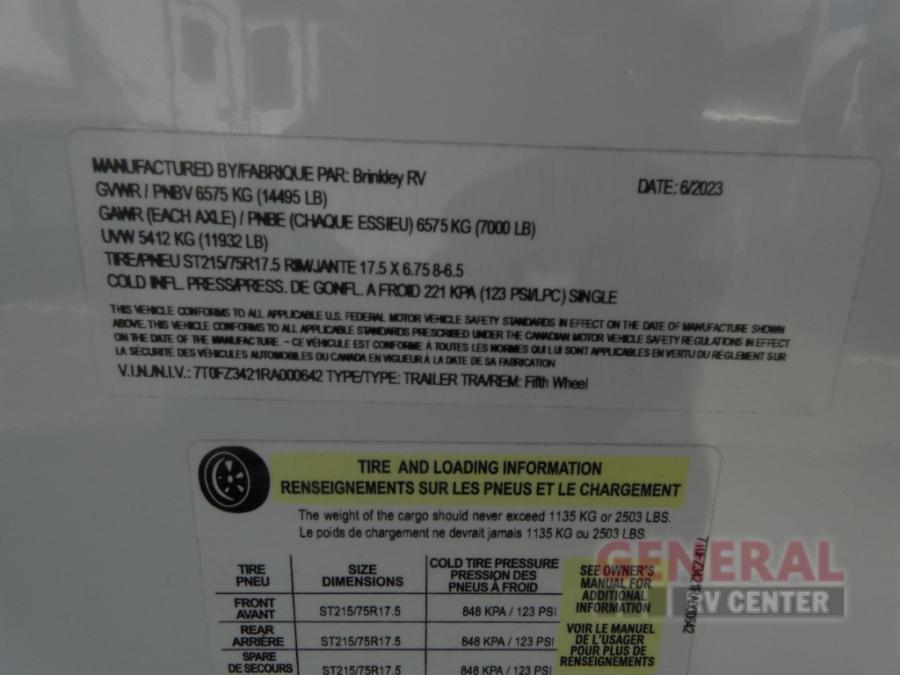 MANUFACTURED BY/FABRIQUE PAR: Brinkley RV
DATE: 6/2023
GVWR / PNBV 6575 KG (14495 LB)
GAWR (EACH AXLE) / PNBE (CHAQUE ESSIEU) 6575 KG (7000 LB)
UVW 5412 KG (11932 LB)
TIRE/PNEU ST215/75R17.5 RIM/JANTE 17.5 X 6.75 8-6.5
COLD INFL. PRESS/PRESS. DE GONFL. A FROID 221 KPA (123 PSI/LPC) SINGLE
THIS VEHICLE CONFORMS TO ALL APPLICABLE U.S. FEDERAL MOTOR VEHICLE SAFETY STANDARDS IN EFFECT ON THE DATE OF MANUFACTURE SHOWN
ABOVE. THIS VEHICLE CONFORMS TO ALL APPLICABLE STANDARDS PRESCRIBED UNDER THE CANADIAN MOTOR VEHICLE SAFETY REGULATIONS IN EFFECT
ON THE DATE OF THE MANUFACTURE. ~ CE VÉHICULE EST CONFORME À TOUTES LES NORMES QUI LUI SONT APPLICABLES EN VERTU DU RÉGLEMENT SUR
LA SÉCURITÉ DES VÉHICULES AUTOMOBILES DU CANADA EN VIGUEUR À LA DATE DE SA FABRICATION
V.I.N./N.I.V.: 7T0FZ3421RA000642 TYPE/TYPE: TRAILER TRA/REM: Fifth Wheel
TIRE AND LOADING INFORMATION
RENSEIGNEMENTS SUR LES PNEUS ET LE CHARGEMENT
The weight of the cargo should never exceed 1135 KG or 2503 LBS.
Le poids de chargement ne devrait jamais 1135 KG ou 2503 LBS.
TIRE
PNEU
SIZE
DIMENSIONS
COLD TIRE PRESSURE
PRESSION DES
PNEUS À FROID
FRONT
AVANT
ST215/75R17.5
848 KPA / 123 PSI
REAR
ARRIÈRE
ST215/75R17.5
848 KPA / 123 PSI
SPARE
DE SECOURS
ST215/75R17.5
848 KPA / 123 PSI
SEE OWNER'S
MANUAL FOR
ADDITIONAL
INFORMATION
VOIR LE MANUEL
DE L'USAGER
POUR PLUS DE
RENSEIGNEMENTS
7T0FZ3421RA000642
GENERAL
RV CENTER